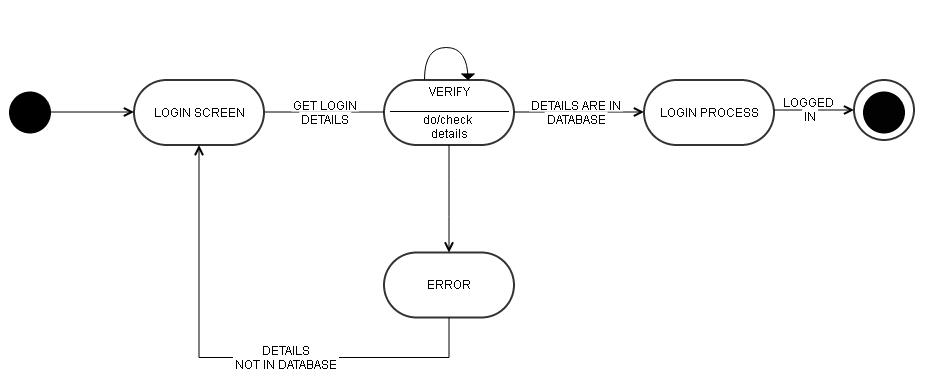 LOGIN SCREEN
GET LOGIN
DETAILS
VERIFY
do/check
details
DETAILS ARE IN
DATABASE
LOGIN PROCESS
LOGGED
IN
ERROR
DETAILS
NOT IN DATABASE